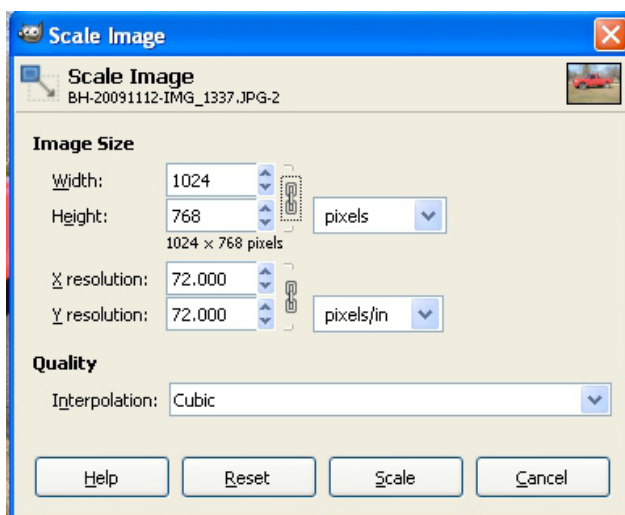 Scale Image
Scale Image
BH-20091112-IMG_1337.JPG-2
Image Size
Width: 1024
Height: 768 pixels
1024 × 768 pixels
X resolution: 72.000
Y resolution: 72.000 pixels/in
Quality
Interpolation: Cubic
Help Reset Scale Cancel